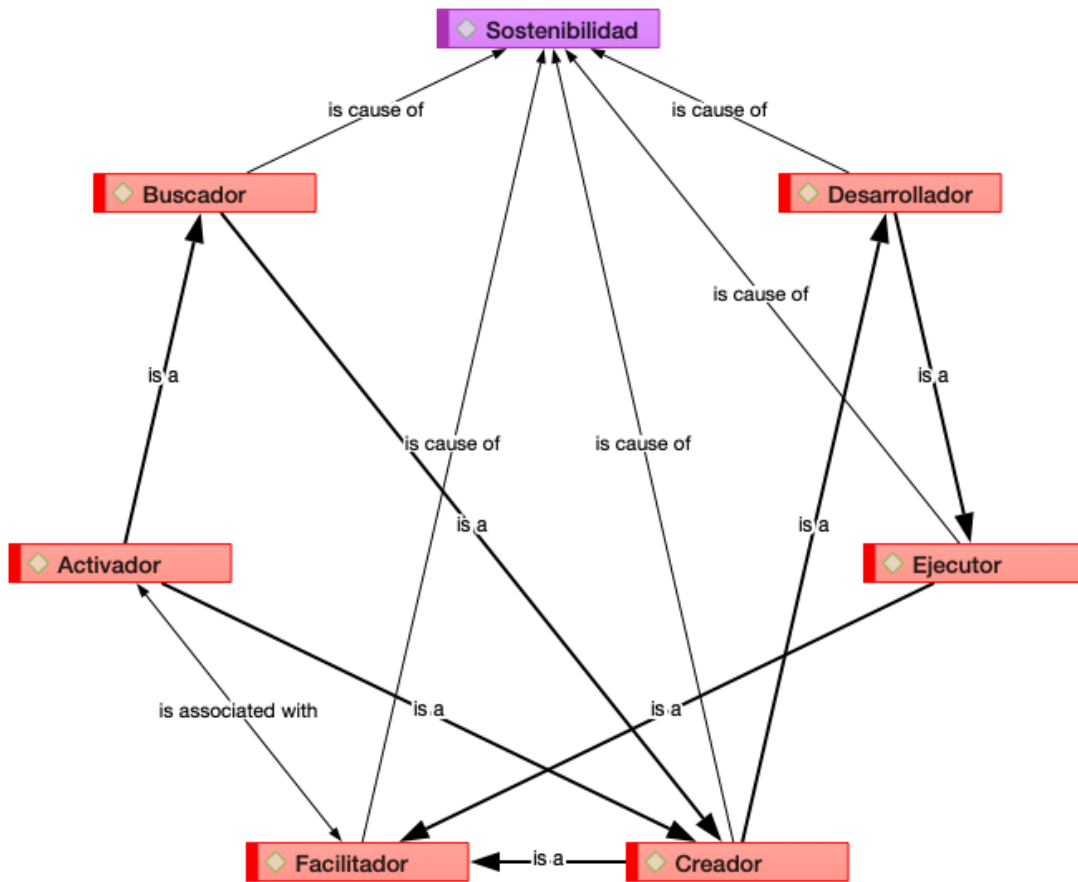 Sostenibilidad
is cause of
is cause of
Buscador
Desarrollador
is cause of
is a
is a
is cause of
is cause of
is a
is a
Activador
Ejecutor
is associated with
is a
is a
Facilitador
is a
Creador